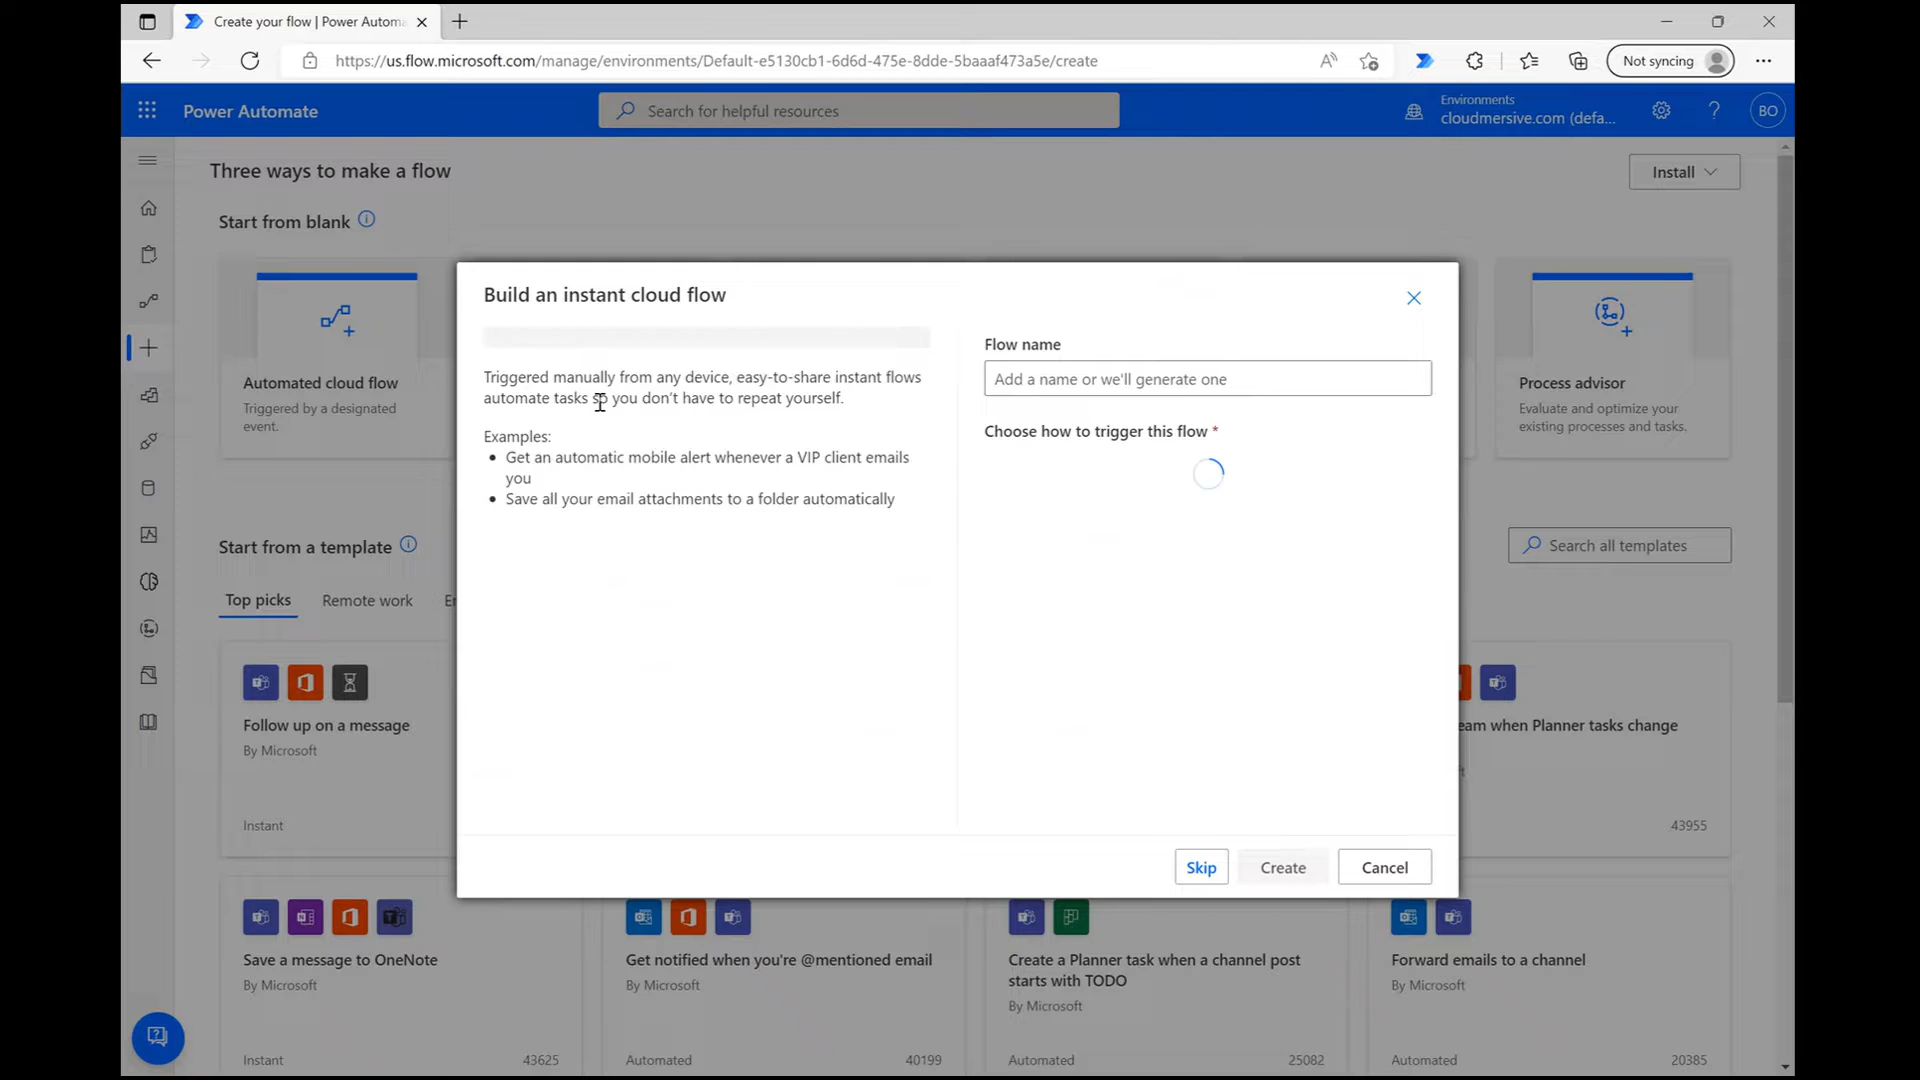 Create your flow | Power Autom
https://us.flow.microsoft.com/manage/environments/Default-e5130cb1-6d6d-475e-8dde-5baaaf473a5e/create
Not syncing
Power Automate
Search for helpful resources
Environments
cloudmersive.com (defa...
BO
Three ways to make a flow
Install
Start from blank
Automated cloud flow
Triggered by a designated
event.
Process advisor
Evaluate and optimize your
existing processes and tasks.
Build an instant cloud flow
Triggered manually from any device, easy-to-share instant flows
automate tasks so you don't have to repeat yourself.
Examples:
• Get an automatic mobile alert whenever a VIP client emails
you
• Save all your email attachments to a folder automatically
Flow name
Add a name or we'll generate one
Choose how to trigger this flow *
Skip
Create
Cancel
Start from a template
Search all templates
Top picks
Remote work
Follow up on a message
By Microsoft
Instant
eam when Planner tasks change
43955
Save a message to OneNote
By Microsoft
Instant
43625
Get notified when you're @mentioned email
By Microsoft
Automated
40199
Create a Planner task when a channel post
starts with TODO
By Microsoft
Automated
25082
Forward emails to a channel
By Microsoft
Automated
20385